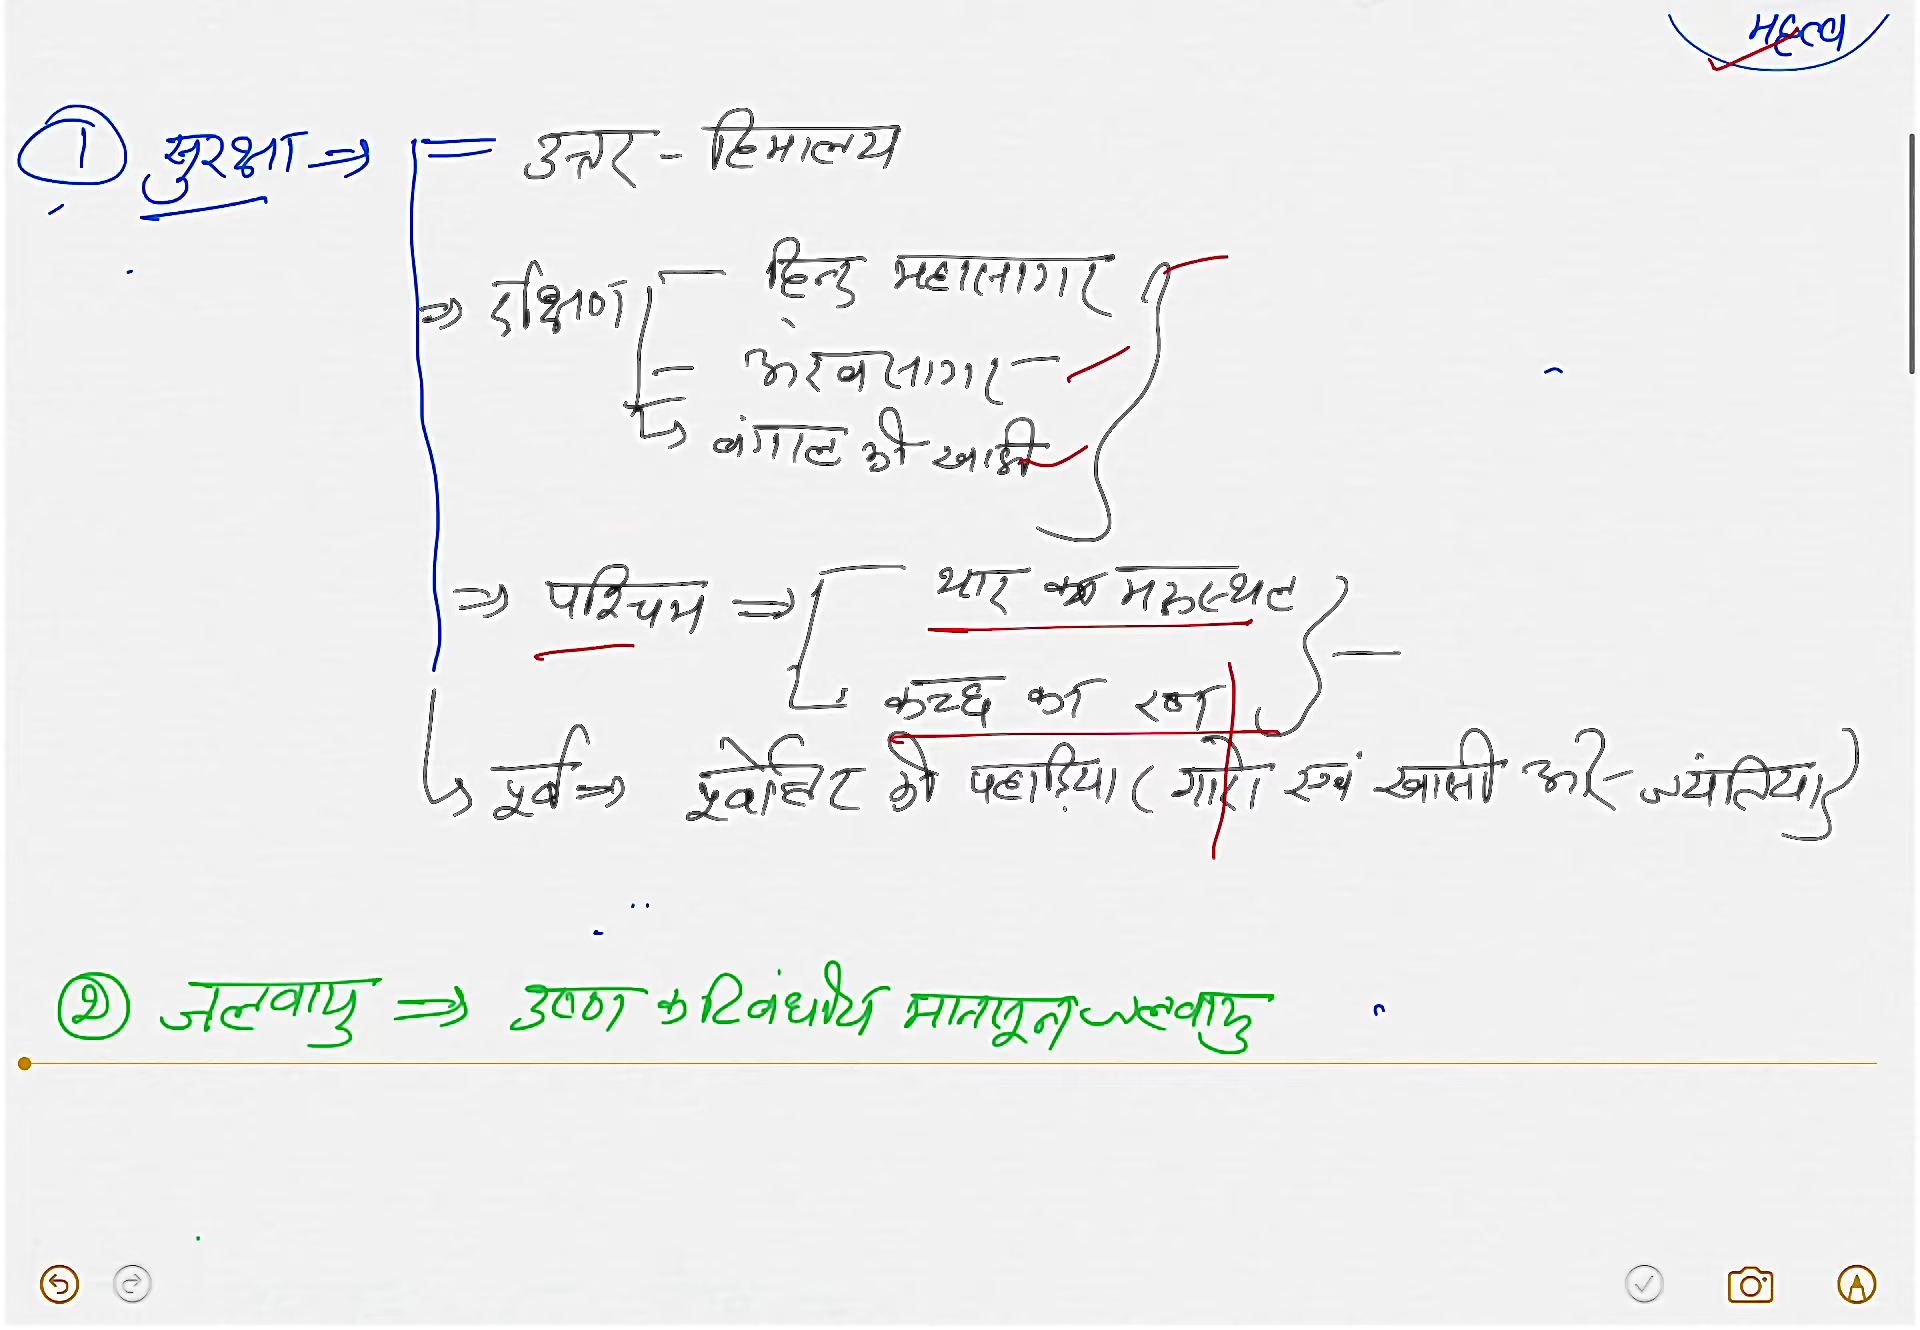 महत्व
① सुरक्षा ⇒ = उत्तर - हिमालय
⇒ दक्षिण - हिन्द महासागर
- अरब सागर -
↳ बंगाल की खाड़ी
⇒ पश्चिम ⇒ थार का मरुस्थल
कच्छ का रण
↳ पूर्व ⇒ की पहाड़िया ( गारो एवं खासी और जयंतिया )
② जलवायु ⇒ उष्ण कटिबंधीय मानसून जलवायु